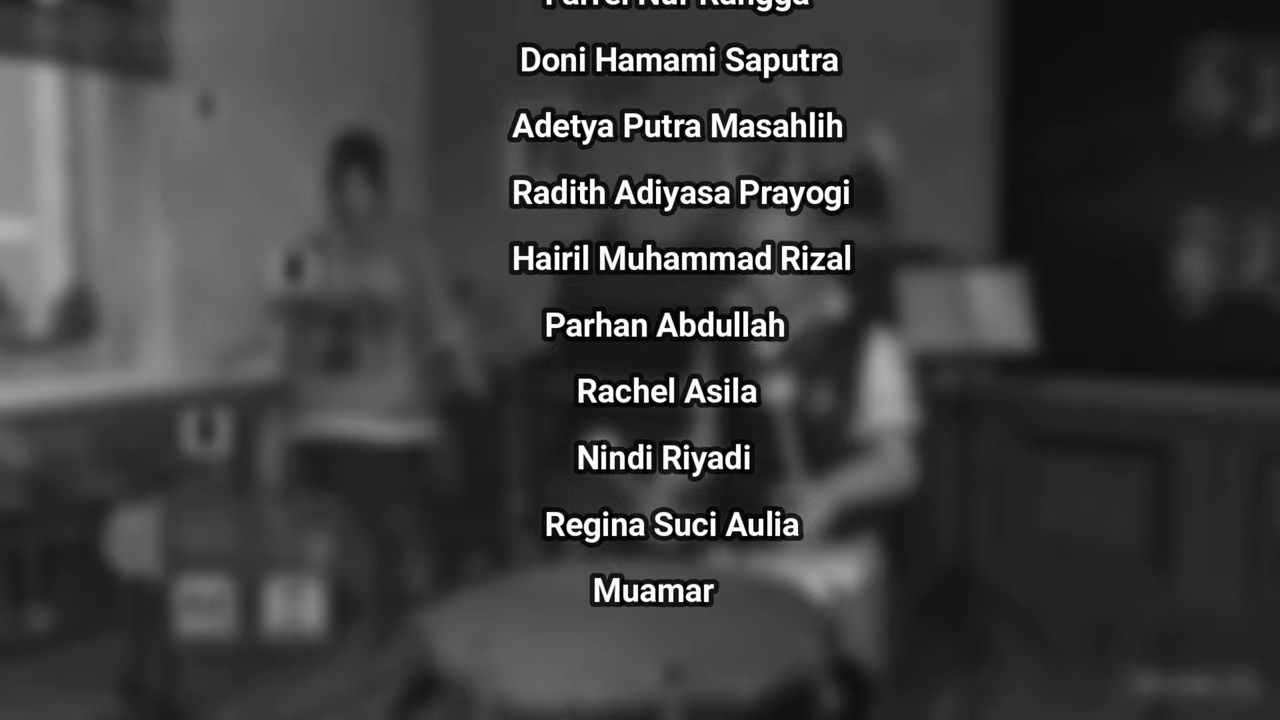 Doni Hamami Saputra
Adetya Putra Masahlih
Radith Adiyasa Prayogi
Hairil Muhammad Rizal
Parhan Abdullah
Rachel Asila
Nindi Riyadi
Regina Suci Aulia
Muamar